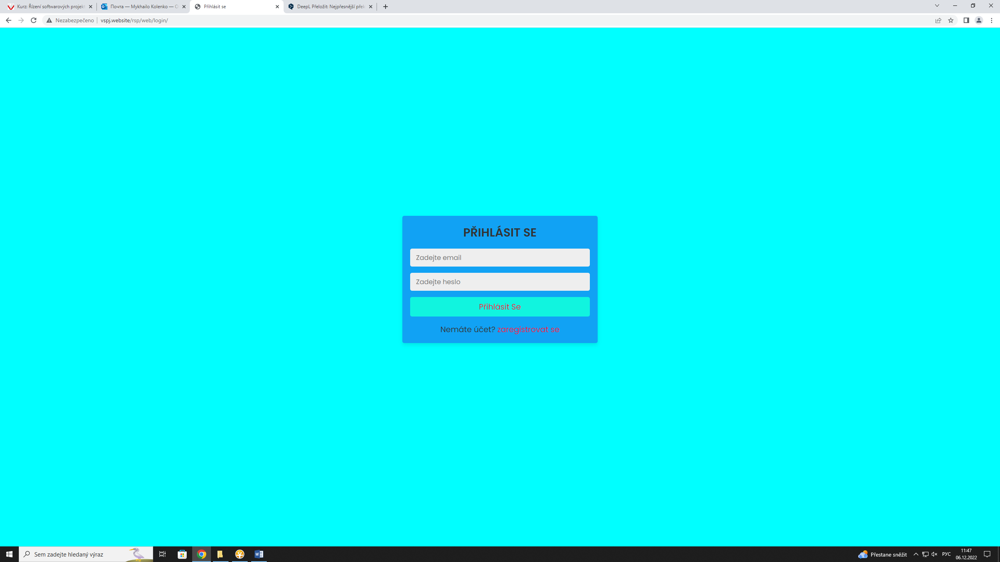 Kurz: Řízení softwarových projekt
Почта — Mykhailo Kolenko — O
Přihlásit se
DeepL Přeložit: Nejpřesnější přek
Nezabezpečeno
vspj.website/rsp/web/login/
PŘIHLÁSIT SE
Zadejte email
Zadejte heslo
Přihlásit Se
Nemáte účet? zaregistrovat se
Sem zadejte hledaný výraz
Přestane sněžit
РУС
11:47
06.12.2022